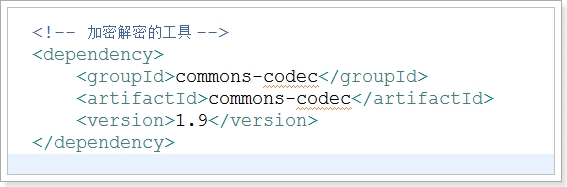 <!-- 加密解密的工具 -->
<dependency>
    <groupId>commons-codec</groupId>
    <artifactId>commons-codec</artifactId>
    <version>1.9</version>
</dependency>